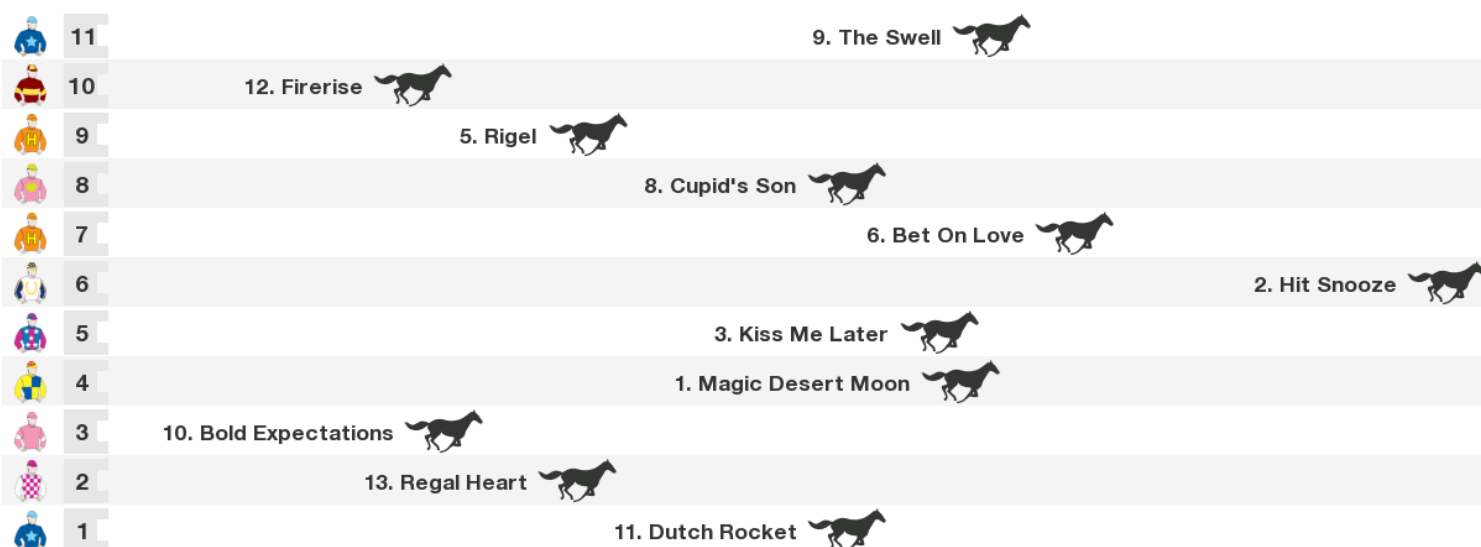 11 9. The Swell
10 12. Firerise
9 H 5. Rigel
8 8. Cupid's Son
7 H 6. Bet On Love
6 2. Hit Snooze
5 3. Kiss Me Later
4 1. Magic Desert Moon
3 10. Bold Expectations
2 13. Regal Heart
1 11. Dutch Rocket